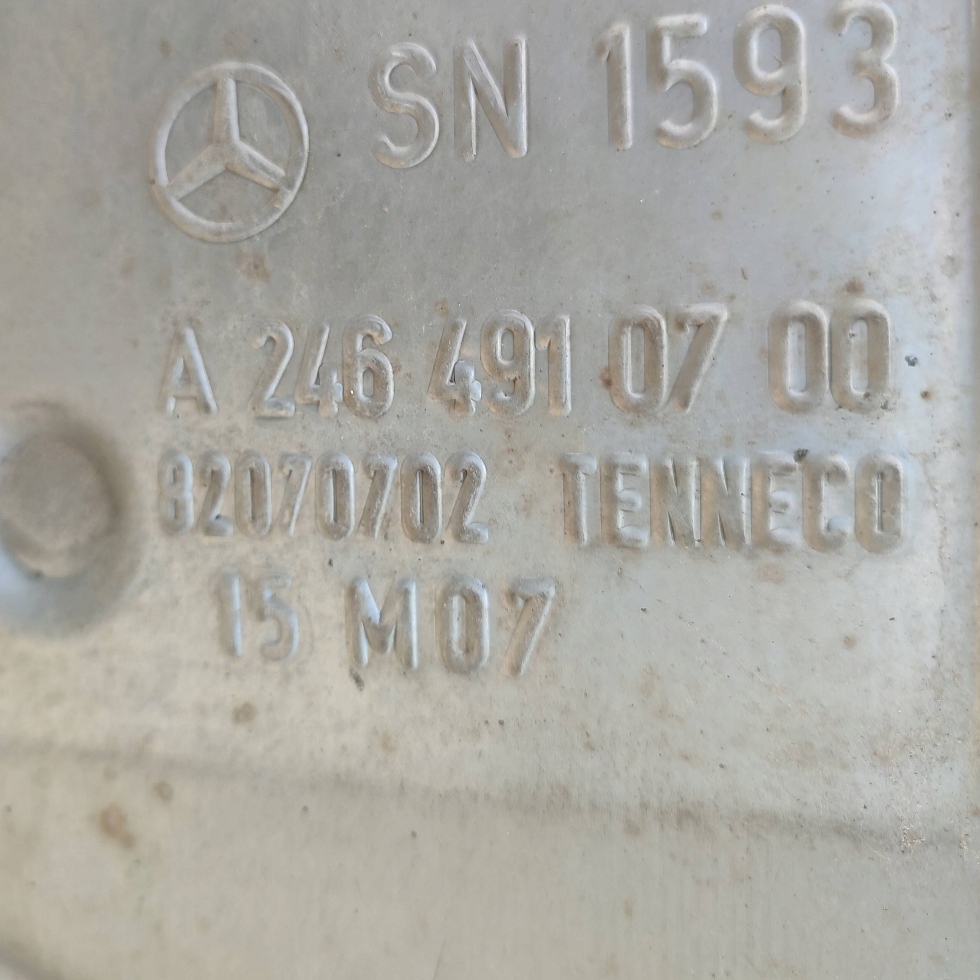 SN 1593
A 246 491 07 00
82070702 TENNECO
15 M07